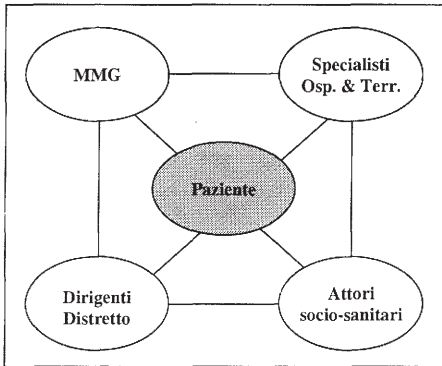 MMG
Specialisti
Osp. & Terr.
Paziente
Dirigenti
Distretto
Attori
socio-sanitari